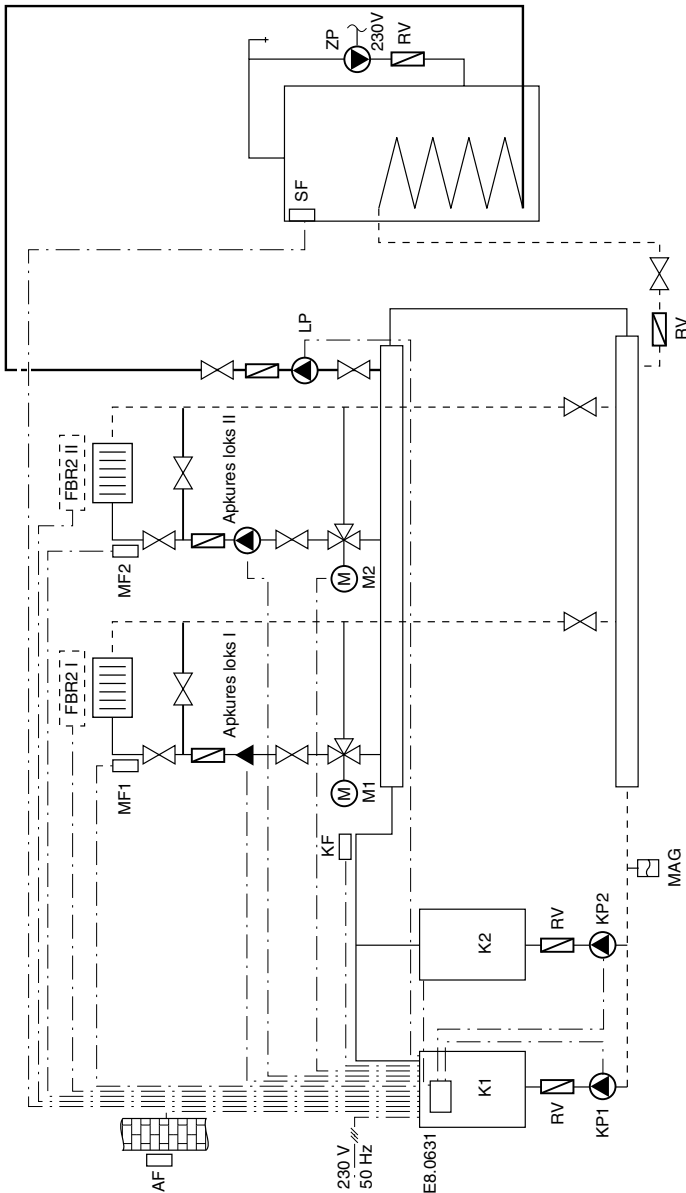 ZP
230V
RV
SF
LP
RV
FBR2 II
MF2
Apkures loks II
M
M2
FBR2 I
MF1
Apkures loks I
M
M1
KF
MAG
K2
RV
KP2
K1
RV
KP1
AF
230 V
50 Hz
E8.0631